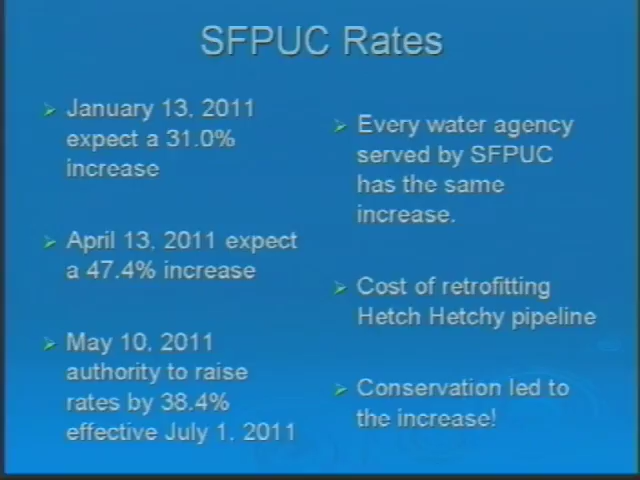 SFPUC Rates
January 13, 2011
expect a 31.0%
increase
April 13, 2011 expect
a 47.4% increase
May 10, 2011
authority to raise
rates by 38.4%
effective July 1, 2011
Every water agency
served by SFPUC
has the same
increase.
Cost of retrofitting
Hetch Hetchy pipeline
Conservation led to
the increase!